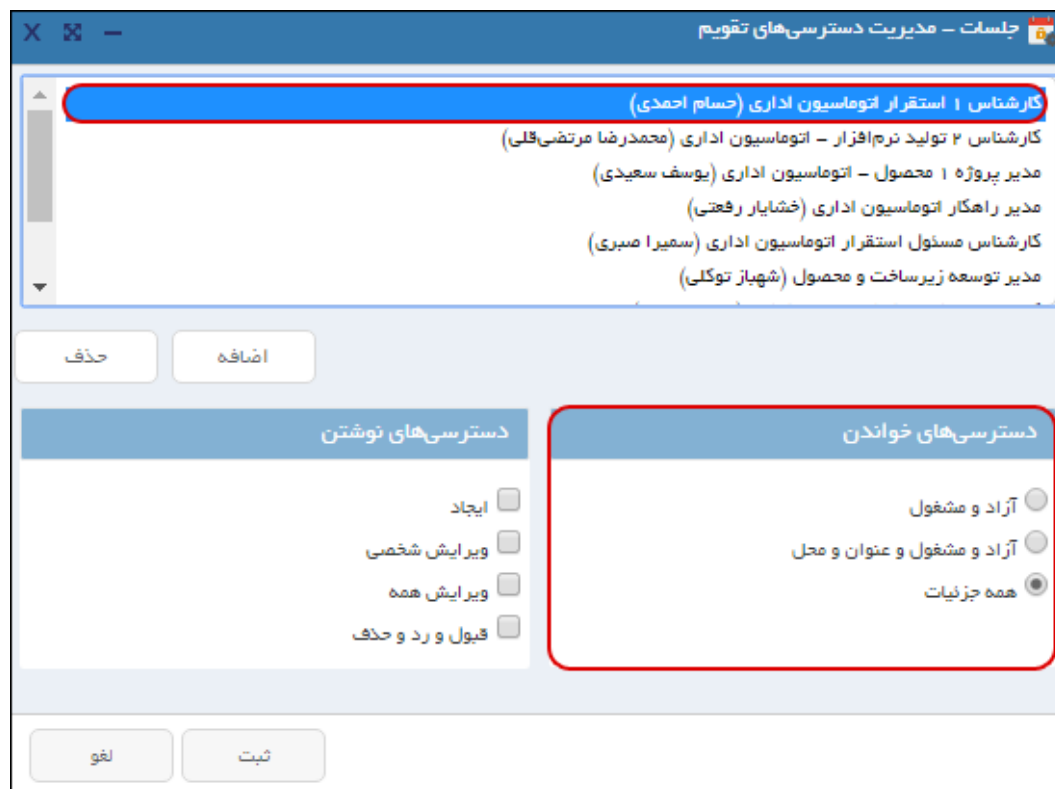 جلسات - مدیریت دسترسی‌های تقویم
کارشناس ۱ استقرار اتوماسیون اداری (حسام احمدی)
کارشناس ۲ تولید نرم‌افزار - اتوماسیون اداری (محمدرضا مرتضی‌قلی)
مدیر پروژه ۱ محصول - اتوماسیون اداری (یوسف سعیدی)
مدیر راهکار اتوماسیون اداری (خشایار رفعتی)
کارشناس مسئول استقرار اتوماسیون اداری (سمیرا صبری)
مدیر توسعه زیرساخت و محصول (شهباز توکلی)
اضافه
حذف
دسترسی‌های خواندن
آزاد و مشغول
آزاد و مشغول و عنوان و محل
همه جزئیات
دسترسی‌های نوشتن
ایجاد
ویرایش شخصی
ویرایش همه
قبول و رد و حذف
ثبت
لغو